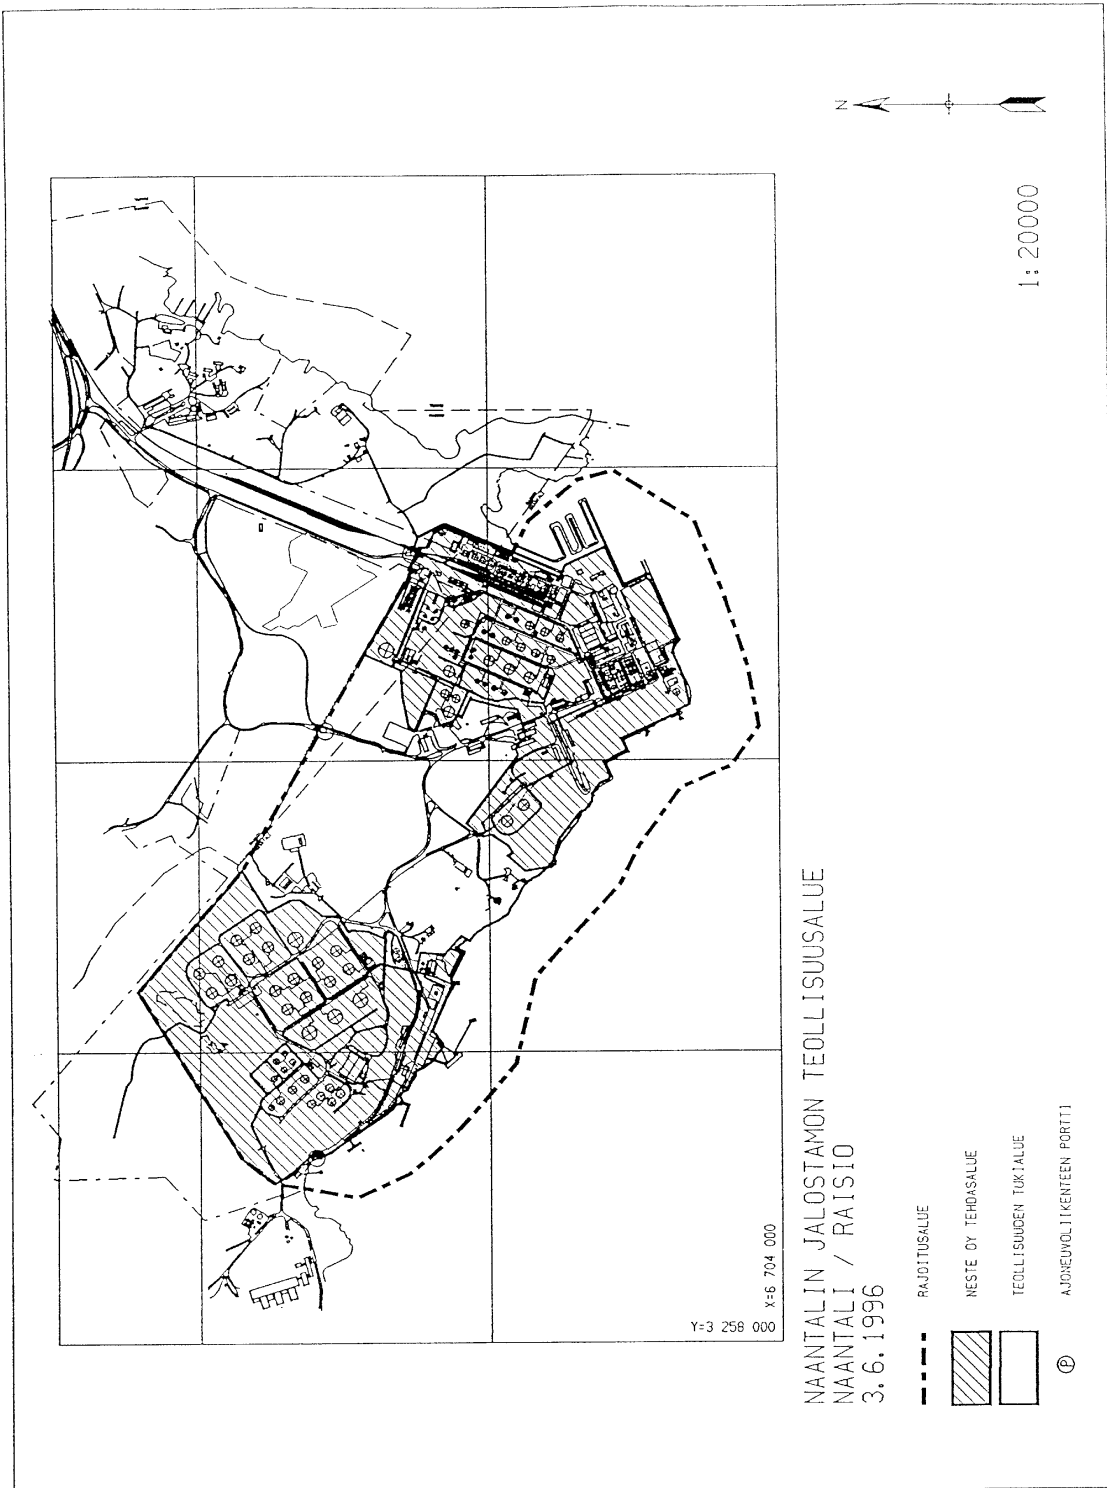 N
1:20000
Y=3 258 000
X=6 704 000
NAANTALIN JALOSTAMON TEOLLISUUSALUE
NAANTALI / RAISIO
3.6.1996
RAJOITUSALUE
NESTE OY TEHDASALUE
TEOLLISUUDEN TUKIALUE
P AJONEUVOLIIKENTEEN PORTTI